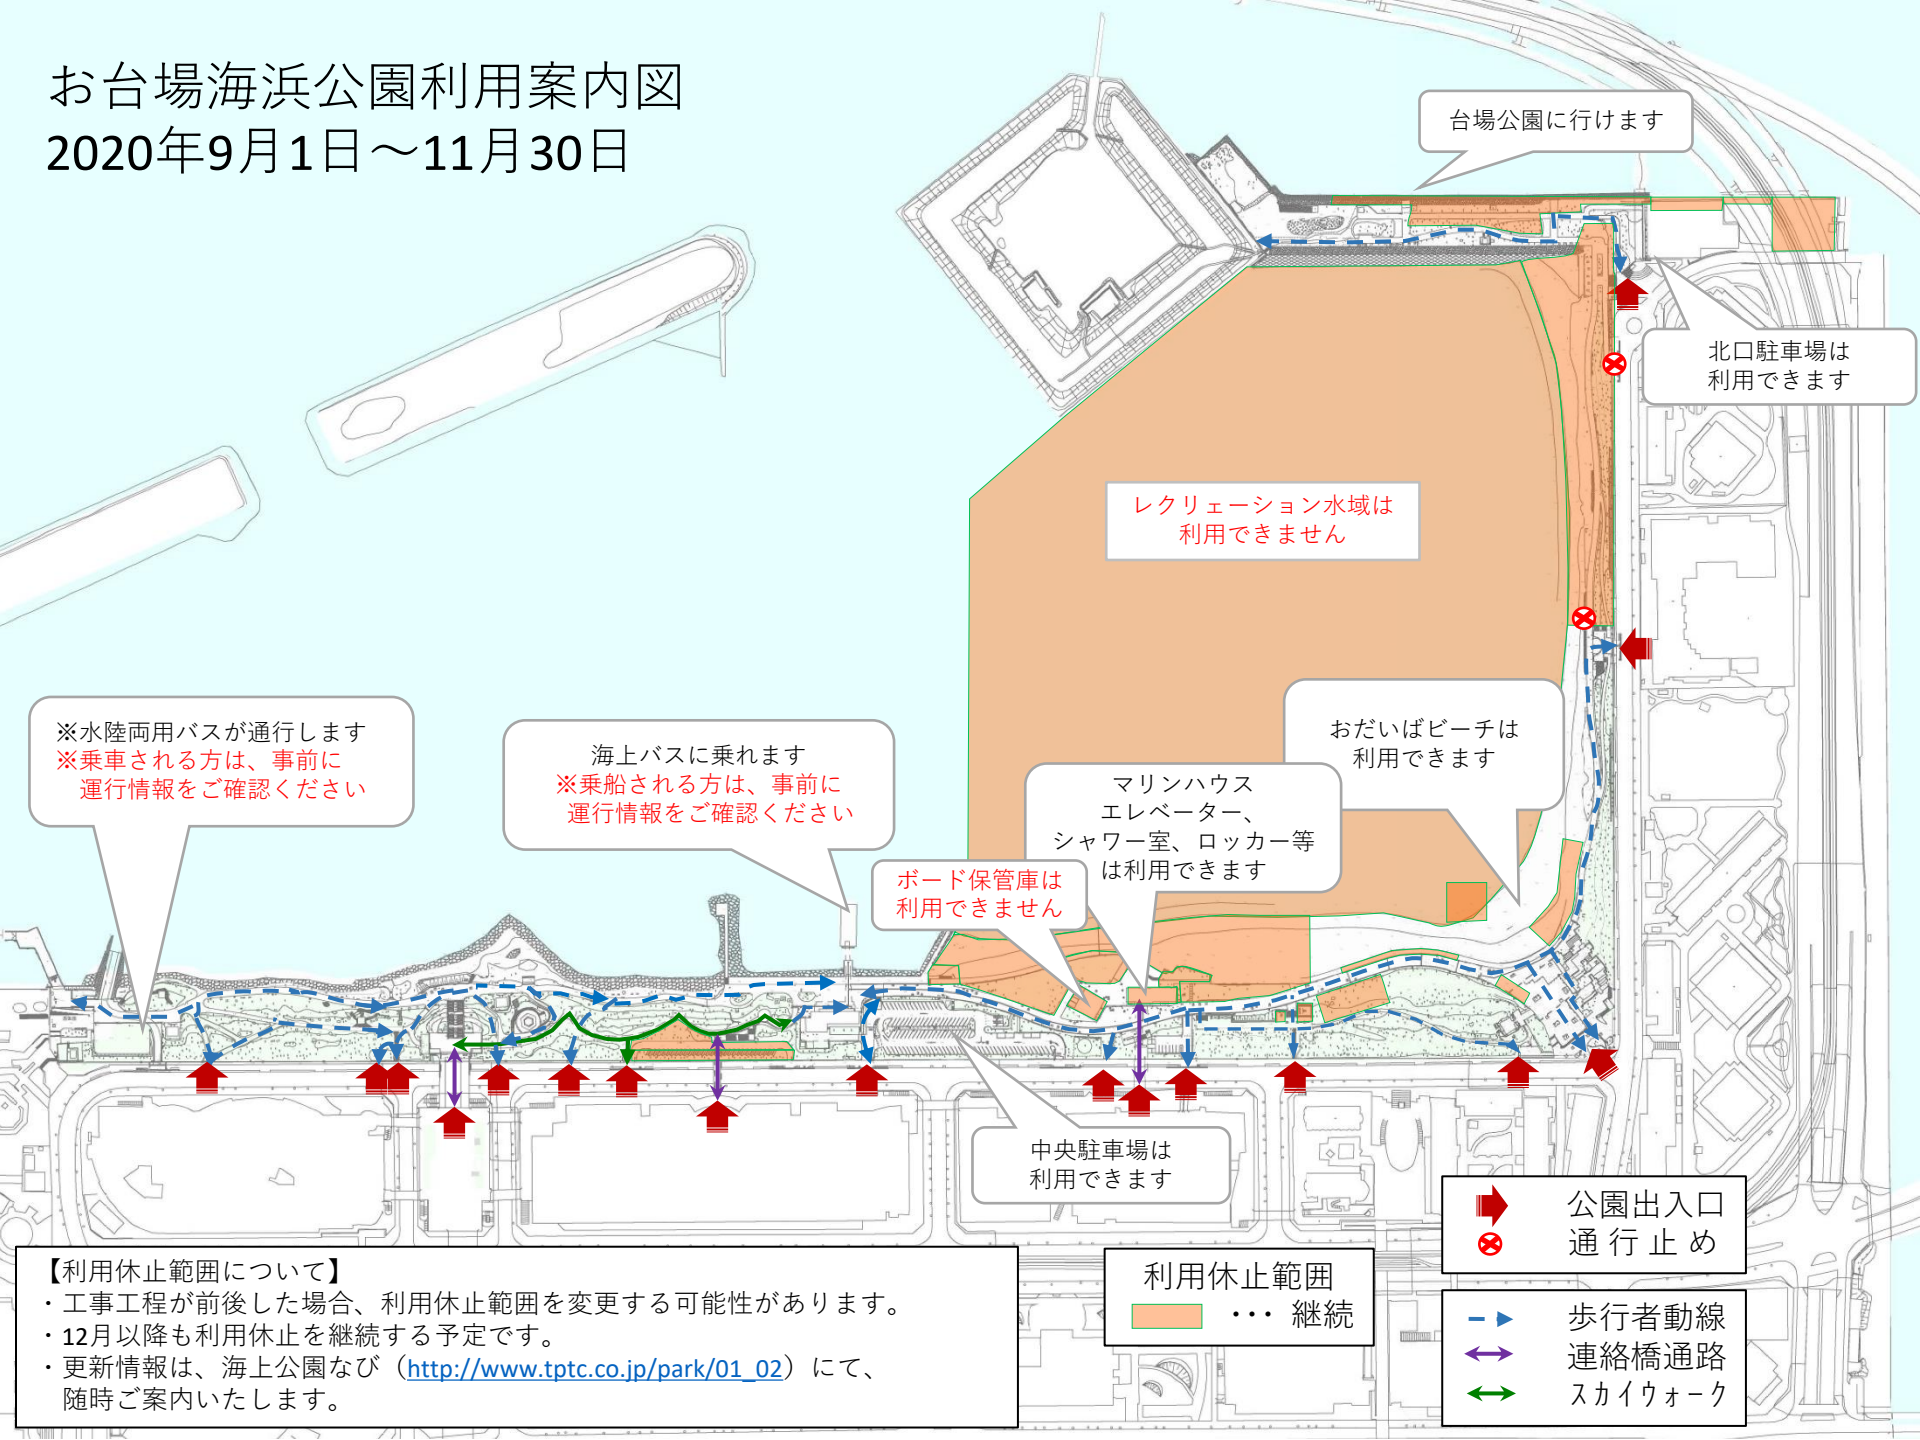 お台場海浜公園利用案内図
2020年9月1日～11月30日
台場公園に行けます
北口駐車場は
利用できます
レクリェーション水域は
利用できません
おだいばビーチは
利用できます
※水陸両用バスが通行します
※乗車される方は、事前に
運行情報をご確認ください
海上バスに乗れます
※乗船される方は、事前に
運行情報をご確認ください
マリンハウス
エレベーター、
シャワー室、ロッカー等
は利用できます
ボード保管庫は
利用できません
中央駐車場は
利用できます
公園出入口
通行止め
【利用休止範囲について】
・工事工程が前後した場合、利用休止範囲を変更する可能性があります。
・12月以降も利用休止を継続する予定です。
・更新情報は、海上公園なび（http://www.tptc.co.jp/park/01_02）にて、
随時ご案内いたします。
利用休止範囲
･･･ 継続
歩行者動線
連絡橋通路
スカイウォーク